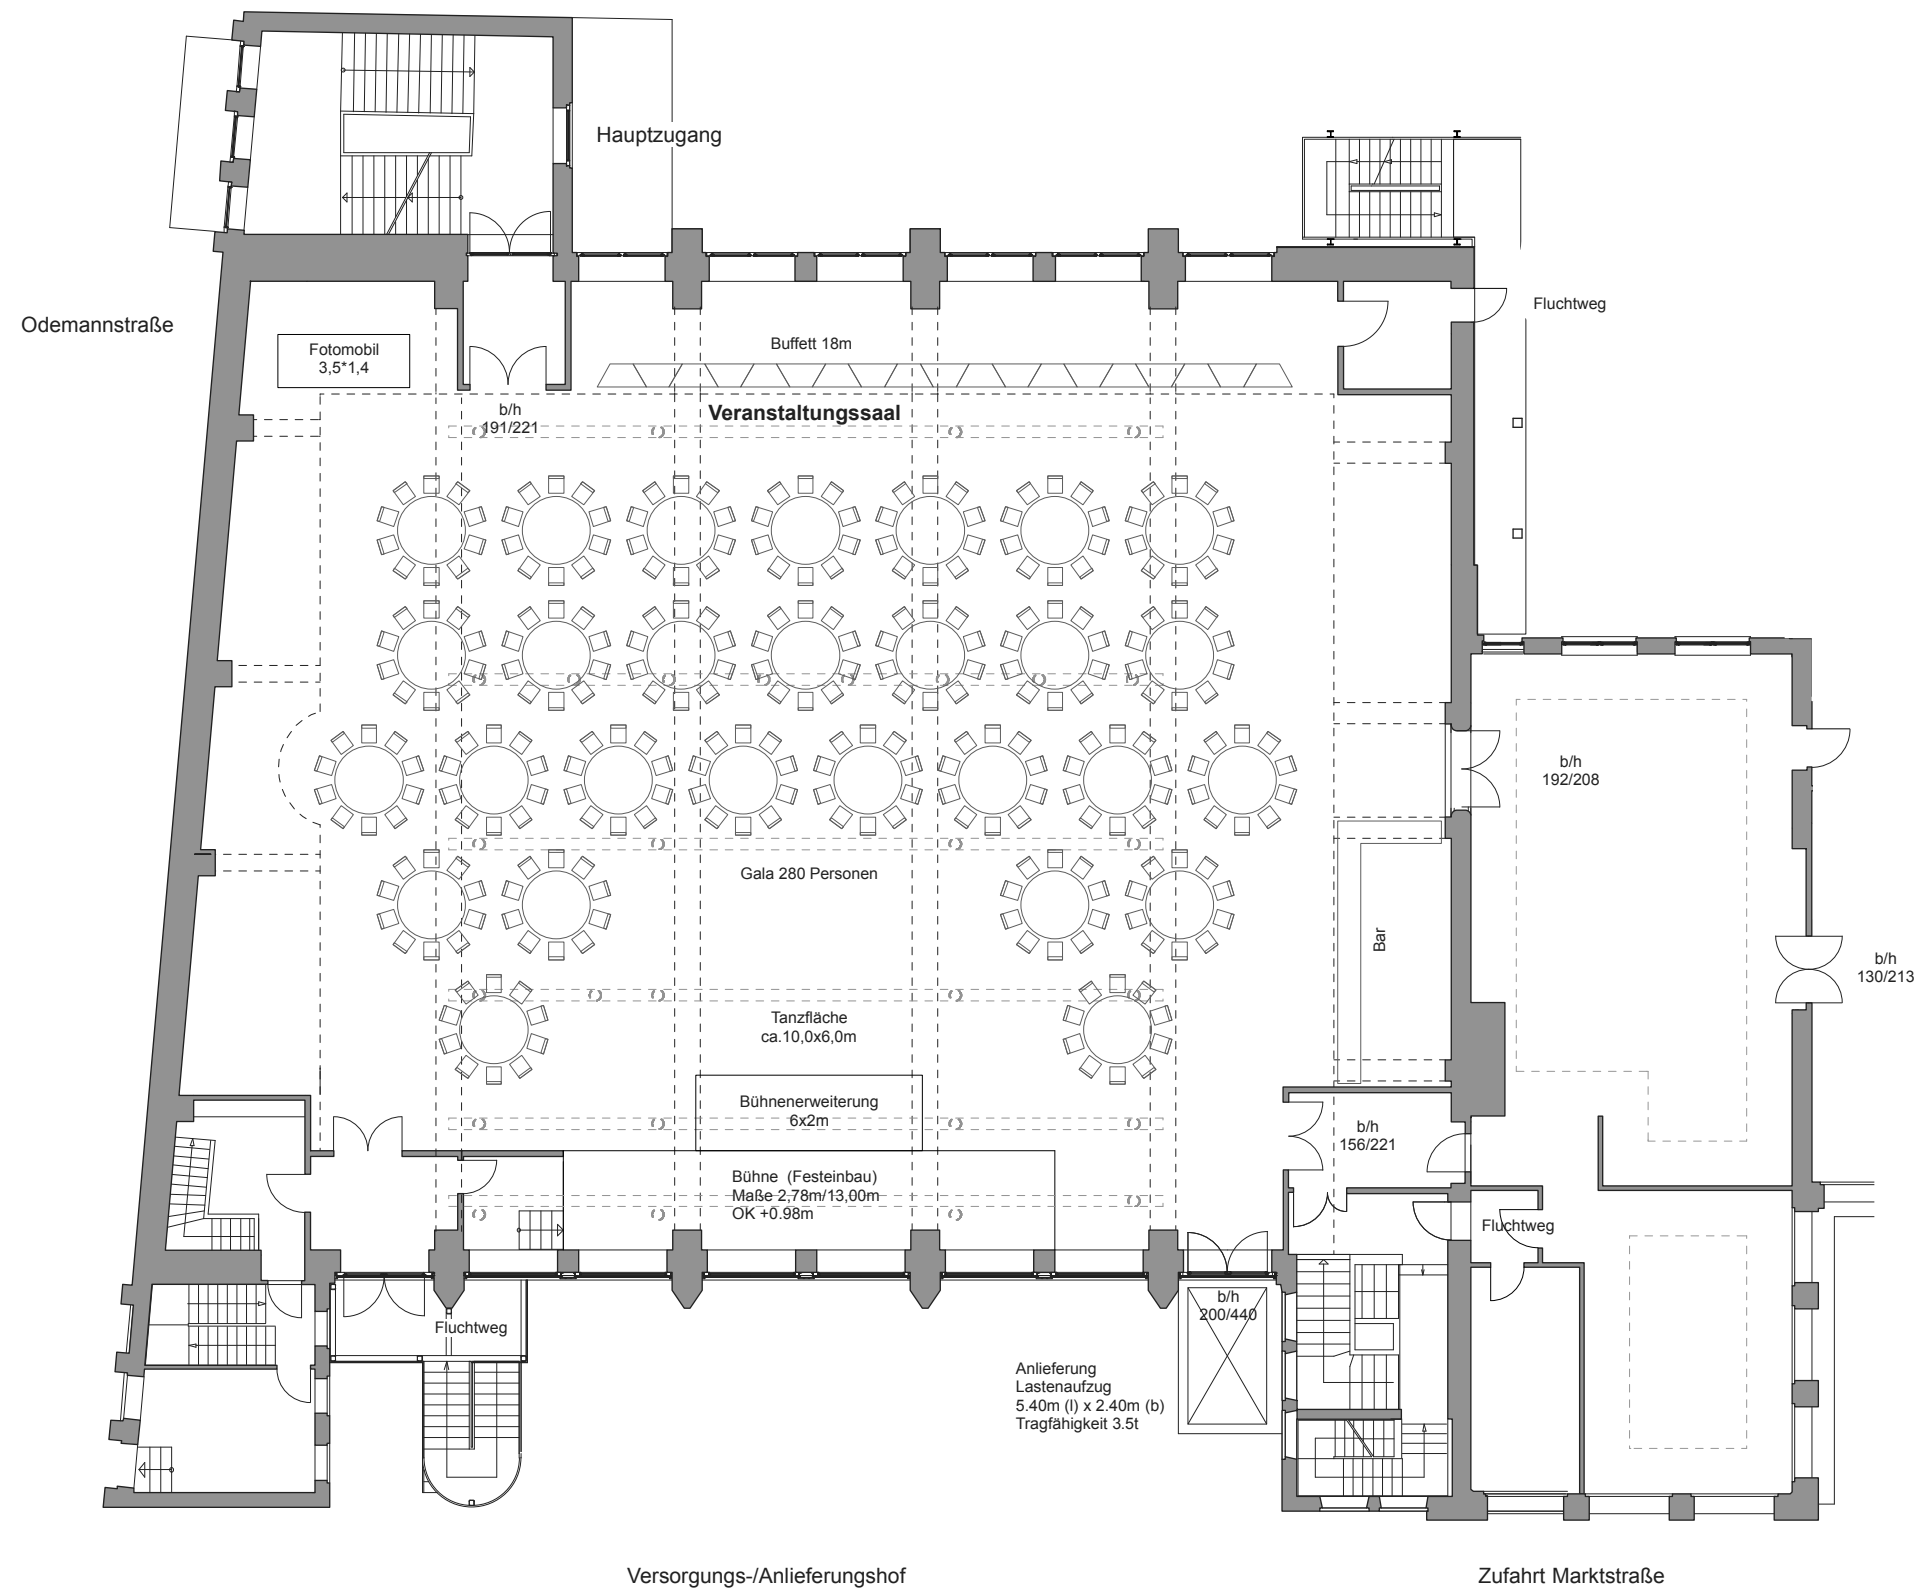 Hauptzugang
Fluchtweg
Odemannstraße
Fotomobil
3,5*1,4
Buffett 18m
b/h
191/221
Veranstaltungssaal
b/h
192/208
Gala 280 Personen
Bar
b/h
130/213
Tanzfläche
ca.10,0x6,0m
Bühnenerweiterung
6x2m
b/h
156/221
Bühne (Festeinbau)
Maße 2,78m/13,00m
OK +0.98m
Fluchtweg
b/h
200/440
Fluchtweg
Anlieferung
Lastenaufzug
5.40m (l) x 2.40m (b)
Tragfähigkeit 3.5t
Versorgungs-/Anlieferungshof
Zufahrt Marktstraße